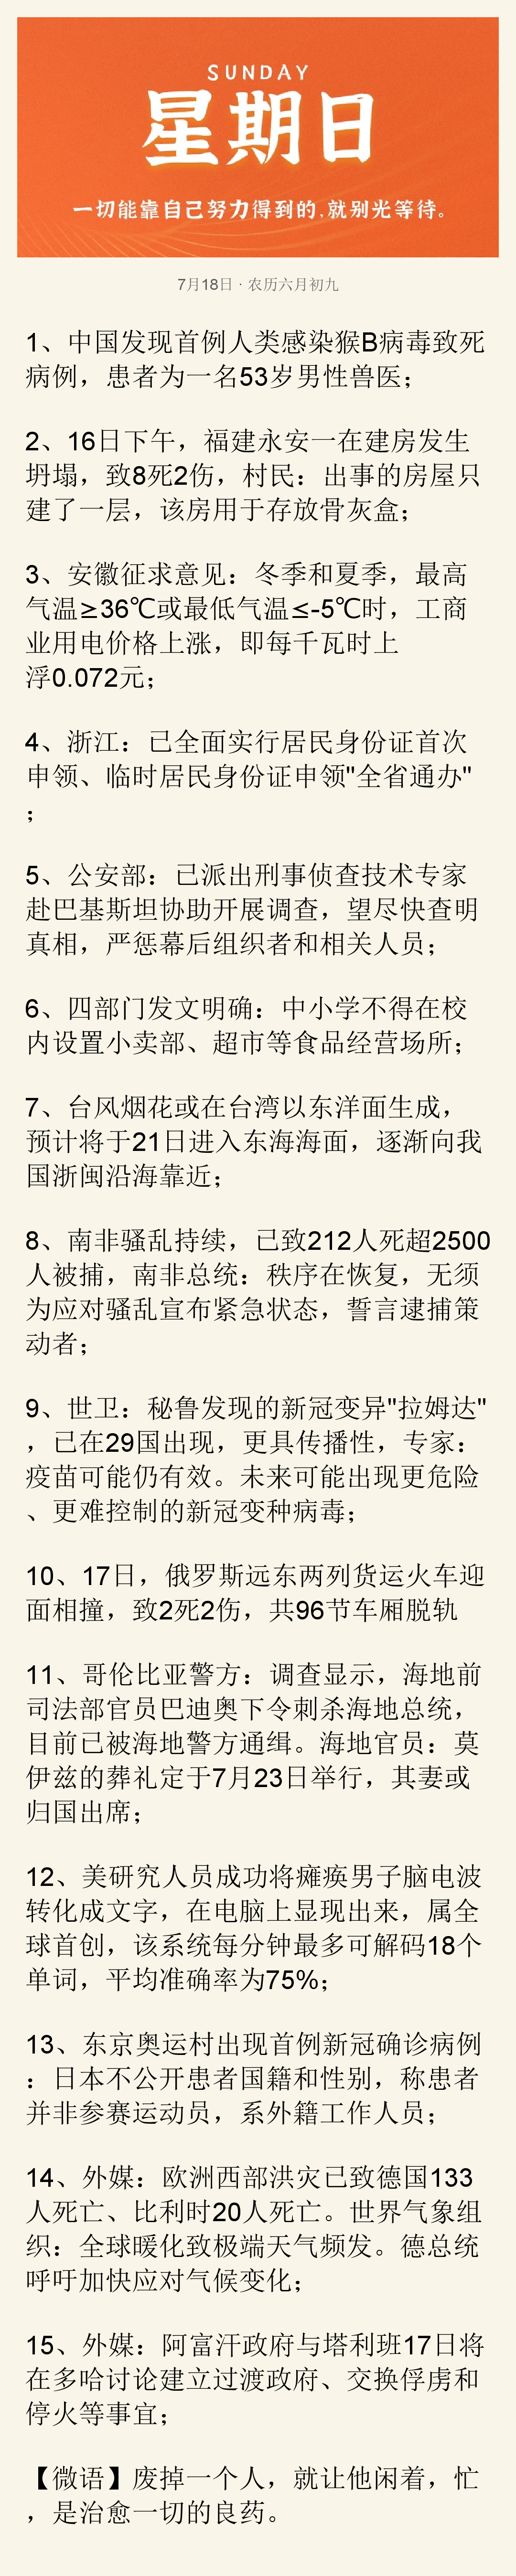 SUNDAY
星期日
一切能靠自己努力得到的,就别光等待。
7月18日 · 农历六月初九
1、中国发现首例人类感染猴B病毒致死
病例，患者为一名53岁男性兽医；
2、16日下午，福建永安一在建房发生
坍塌，致8死2伤，村民：出事的房屋只
建了一层，该房用于存放骨灰盒；
3、安徽征求意见：冬季和夏季，最高
气温≥36℃或最低气温≤-5℃时，工商
业用电价格上涨，即每千瓦时上
浮0.072元；
4、浙江：已全面实行居民身份证首次
申领、临时居民身份证申领"全省通办"
；
5、公安部：已派出刑事侦查技术专家
赴巴基斯坦协助开展调查，望尽快查明
真相，严惩幕后组织者和相关人员；
6、四部门发文明确：中小学不得在校
内设置小卖部、超市等食品经营场所；
7、台风烟花或在台湾以东洋面生成，
预计将于21日进入东海海面，逐渐向我
国浙闽沿海靠近；
8、南非骚乱持续，已致212人死超2500
人被捕，南非总统：秩序在恢复，无须
为应对骚乱宣布紧急状态，誓言逮捕策
动者；
9、世卫：秘鲁发现的新冠变异"拉姆达"
，已在29国出现，更具传播性，专家：
疫苗可能仍有效。未来可能出现更危险
、更难控制的新冠变种病毒；
10、17日，俄罗斯远东两列货运火车迎
面相撞，致2死2伤，共96节车厢脱轨
11、哥伦比亚警方：调查显示，海地前
司法部官员巴迪奥下令刺杀海地总统，
目前已被海地警方通缉。海地官员：莫
伊兹的葬礼定于7月23日举行，其妻或
归国出席；
12、美研究人员成功将瘫痪男子脑电波
转化成文字，在电脑上显现出来，属全
球首创，该系统每分钟最多可解码18个
单词，平均准确率为75%；
13、东京奥运村出现首例新冠确诊病例
：日本不公开患者国籍和性别，称患者
并非参赛运动员，系外籍工作人员；
14、外媒：欧洲西部洪灾已致德国133
人死亡、比利时20人死亡。世界气象组
织：全球暖化致极端天气频发。德总统
呼吁加快应对气候变化；
15、外媒：阿富汗政府与塔利班17日将
在多哈讨论建立过渡政府、交换俘虏和
停火等事宜；
【微语】废掉一个人，就让他闲着，忙
，是治愈一切的良药。